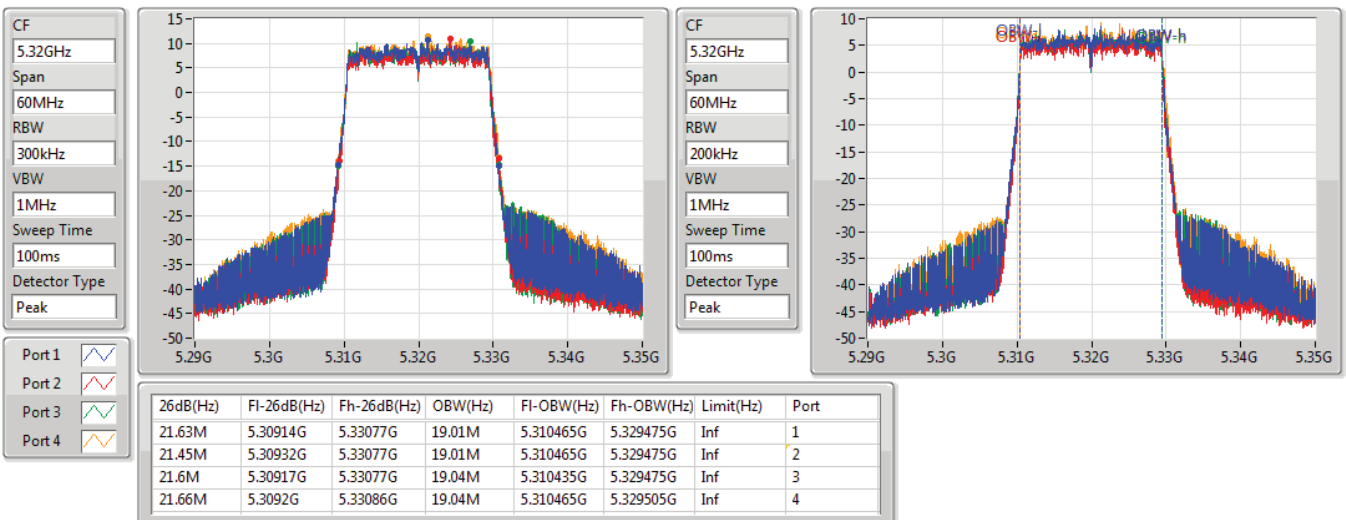 CF
5.32GHz
Span
60MHz
RBW
300kHz
VBW
1MHz
Sweep Time
100ms
Detector Type
Peak
15
10
5
0
-5
-10
-15
-20
-25
-30
-35
-40
-45
-50
5.29G 5.3G 5.31G 5.32G 5.33G 5.34G 5.35G
CF
5.32GHz
Span
60MHz
RBW
200kHz
VBW
1MHz
Sweep Time
100ms
Detector Type
Peak
10
5
0
-5
-10
-15
-20
-25
-30
-35
-40
-45
-50
OBW-h
5.29G 5.3G 5.31G 5.32G 5.33G 5.34G 5.35G
Port 1
Port 2
Port 3
Port 4
26dB(Hz) Fl-26dB(Hz) Fh-26dB(Hz) OBW(Hz) Fl-OBW(Hz) Fh-OBW(Hz) Limit(Hz) Port
21.63M 5.30914G 5.33077G 19.01M 5.310465G 5.329475G Inf 1
21.45M 5.30932G 5.33077G 19.01M 5.310465G 5.329475G Inf 2
21.6M 5.30917G 5.33077G 19.04M 5.310435G 5.329475G Inf 3
21.66M 5.3092G 5.33086G 19.04M 5.310465G 5.329505G Inf 4